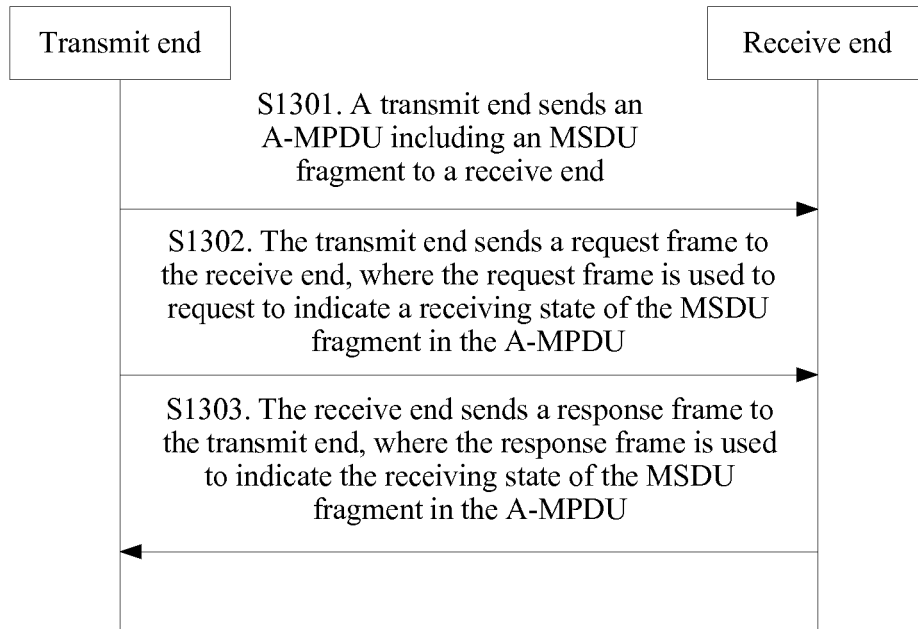 Transmit end
Receive end
S1301. A transmit end sends an
A-MPDU including an MSDU
fragment to a receive end
S1302. The transmit end sends a request frame to
the receive end, where the request frame is used to
request to indicate a receiving state of the MSDU
fragment in the A-MPDU
S1303. The receive end sends a response frame to
the transmit end, where the response frame is used
to indicate the receiving state of the MSDU
fragment in the A-MPDU